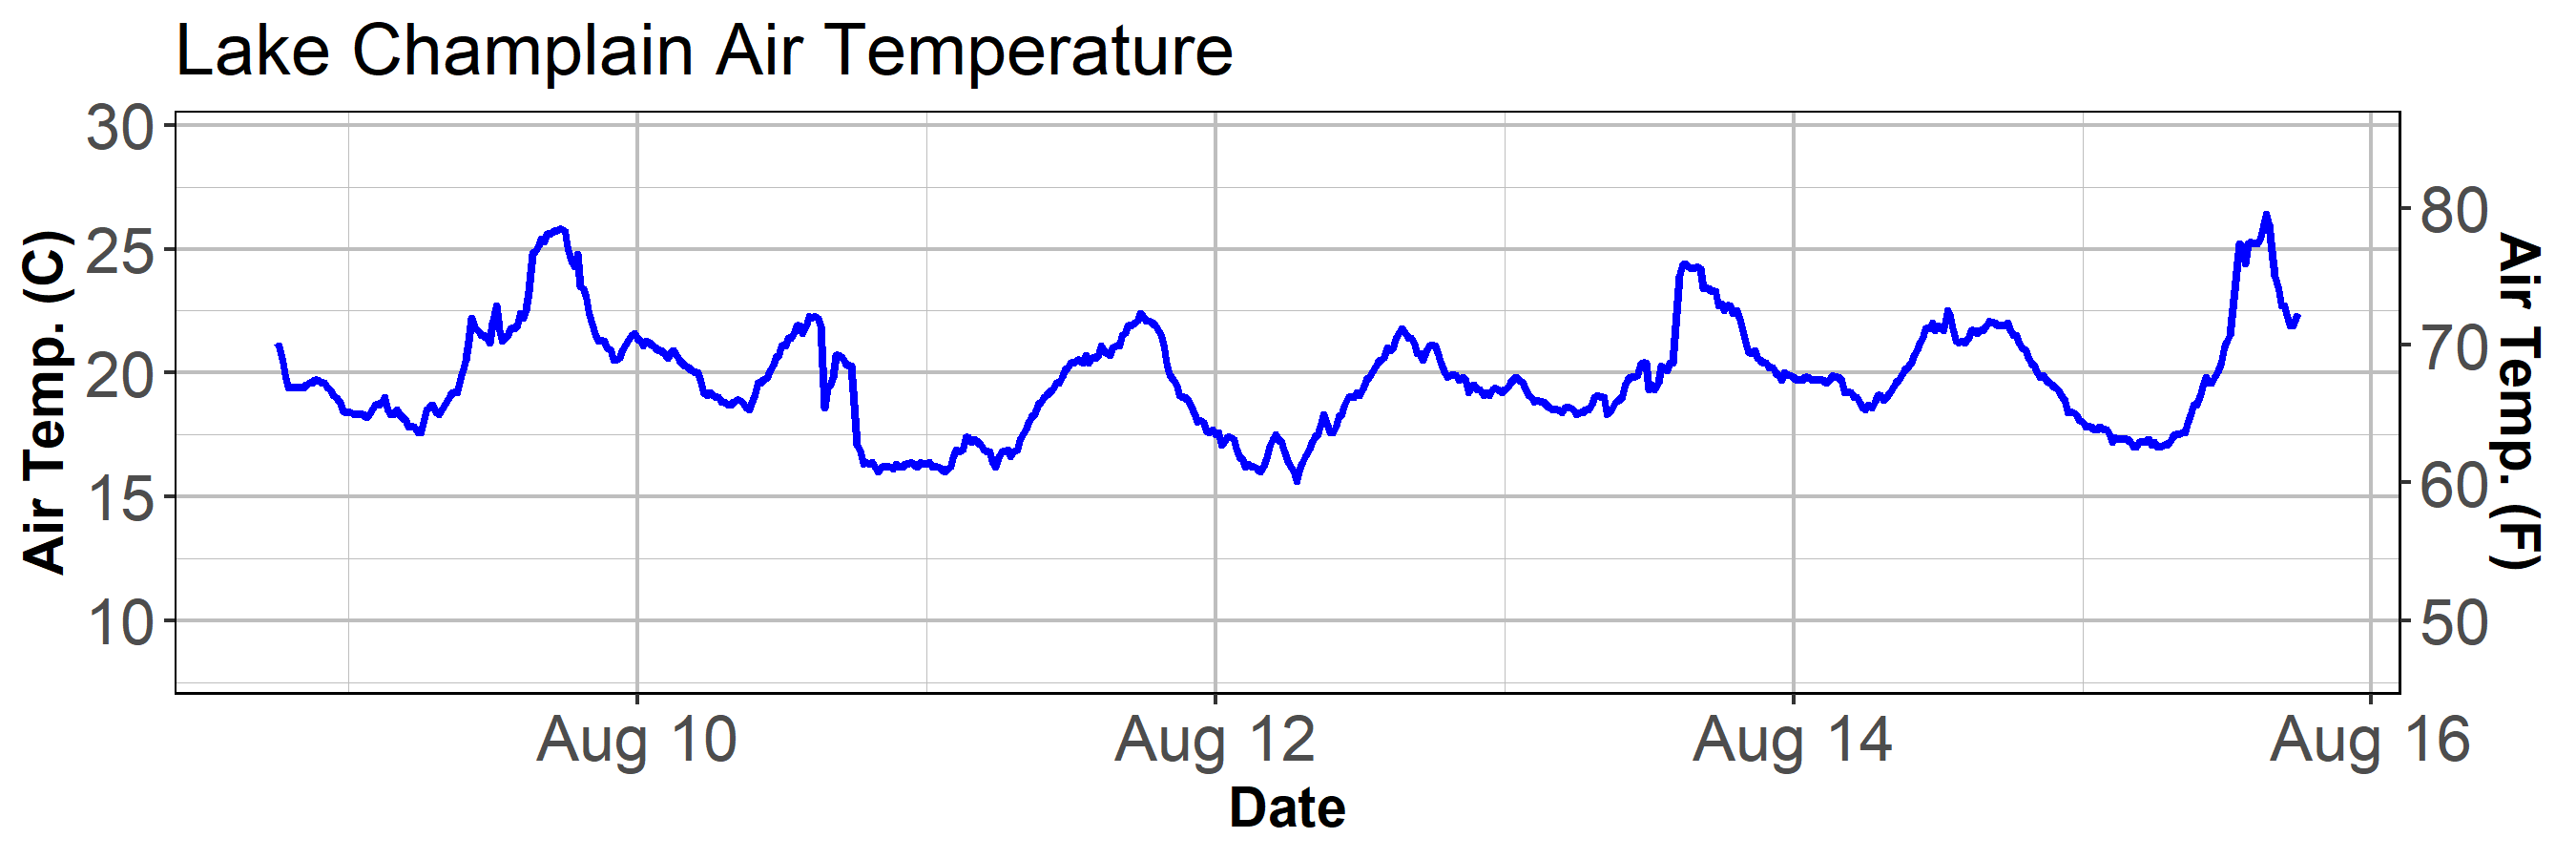 Lake Champlain Air Temperature
Air Temp. (C)
30
25
20
15
10
80
70
60
50
Air Temp. (F)
Aug 10
Aug 12
Aug 14
Aug 16
Date